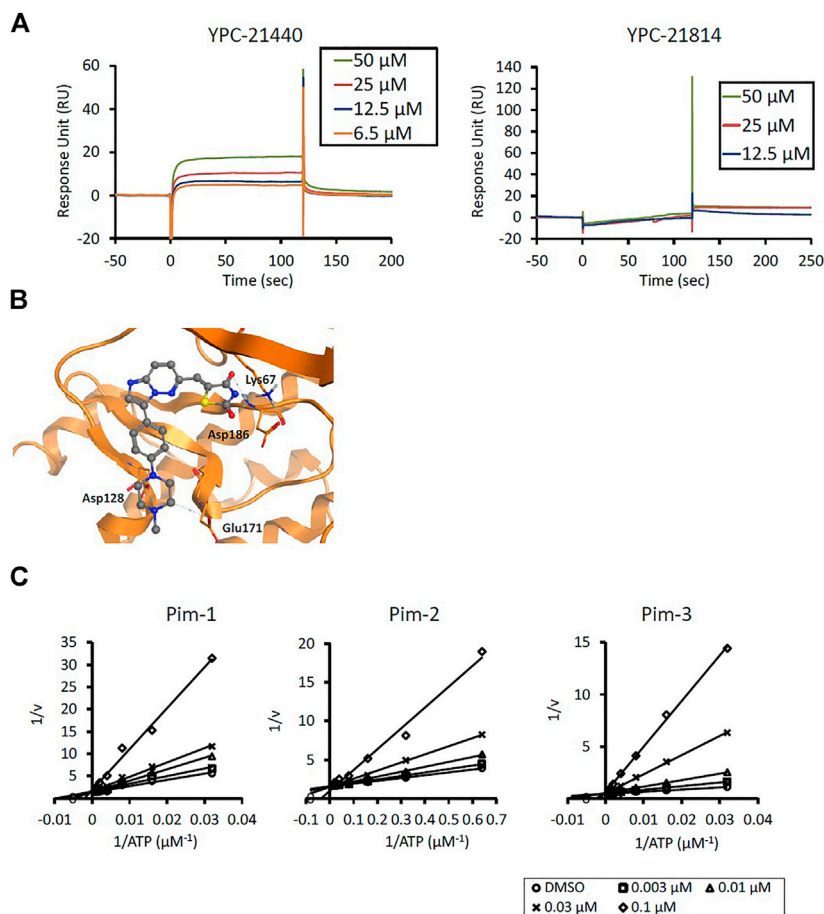 A
YPC-21440
60
40
20
0
-20
-50
0
50
100
150
200
Response Unit (RU)
Time (sec)
50 µM
25 µM
12.5 µM
6.5 µM
YPC-21814
140
120
100
80
60
40
20
0
-20
-50
0
50
100
150
200
250
Response Unit (RU)
Time (sec)
50 µM
25 µM
12.5 µM
B
Lys67
Asp186
Asp128
Glu171
C
Pim-1
35
30
25
20
15
10
5
0
-0.01
0
0.01
0.02
0.03
0.04
1/v
1/ATP (µM⁻¹)
Pim-2
20
15
10
5
0
-0.1
0
0.1
0.2
0.3
0.4
0.5
0.6
0.7
1/v
1/ATP (µM⁻¹)
Pim-3
15
10
5
0
-0.01
0
0.01
0.02
0.03
0.04
1/v
1/ATP (µM⁻¹)
DMSO 0.003 µM 0.01 µM
0.03 µM 0.1 µM